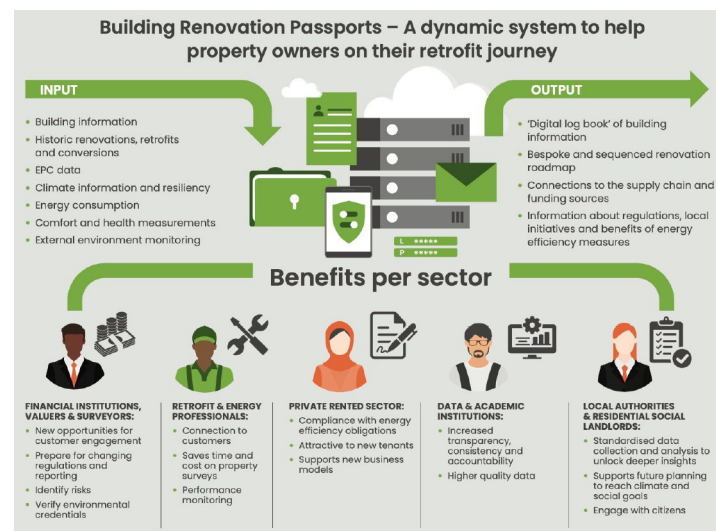 Building Renovation Passports – A dynamic system to help
property owners on their retrofit journey
INPUT
• Building information
• Historic renovations, retrofits
and conversions
• EPC data
• Climate information and resiliency
• Energy consumption
• Comfort and health measurements
• External environment monitoring
OUTPUT
• 'Digital log book' of building
information
• Bespoke and sequenced renovation
roadmap
• Connections to the supply chain and
funding sources
• Information about regulations, local
initiatives and benefits of energy
efficiency measures
L *****
P *****
Benefits per sector
FINANCIAL INSTITUTIONS,
VALUERS & SURVEYORS:
• New opportunities for
customer engagement
• Prepare for changing
regulations and
reporting
• Identify risks
• Verify environmental
credentials
RETROFIT & ENERGY
PROFESSIONALS:
• Connection to
customers
• Saves time and
cost on property
surveys
• Performance
monitoring
PRIVATE RENTED SECTOR:
• Compliance with energy
efficiency obligations
• Attractive to new tenants
• Supports new business
models
DATA & ACADEMIC
INSTITUTIONS:
• Increased
transparency,
consistency and
accountability
• Higher quality data
LOCAL AUTHORITIES
& RESIDENTIAL SOCIAL
LANDLORDS:
• Standardised data
collection and analysis to
unlock deeper insights
• Supports future planning
to reach climate and
social goals
• Engage with citizens